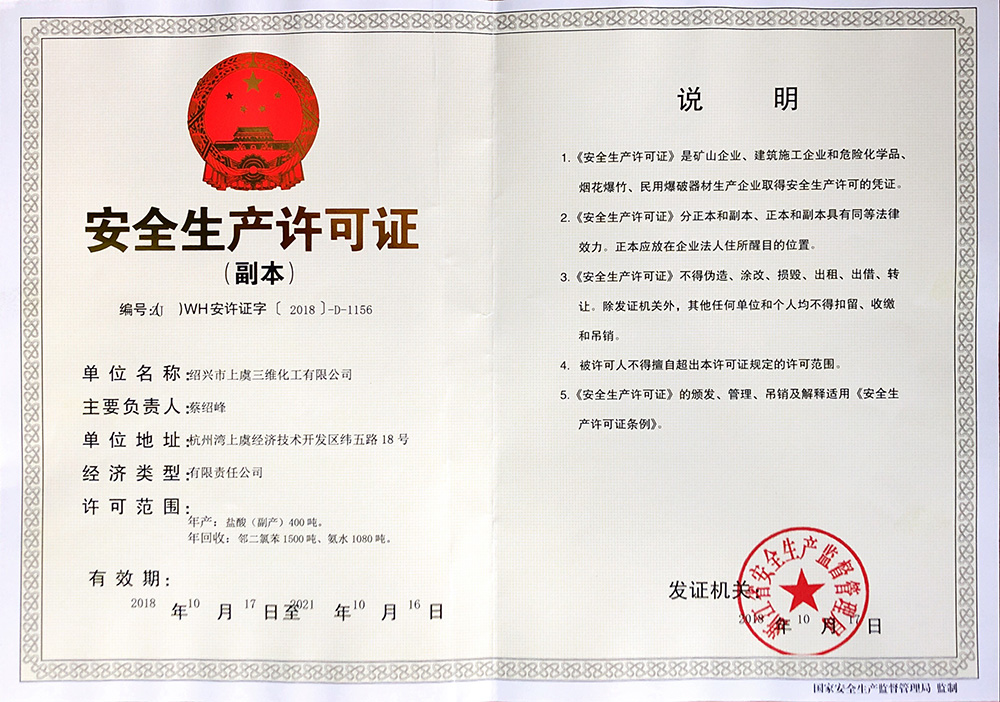 安全生产许可证
（副本）
编号:(ZJ )WH安许证字〔 2018 〕-D-1156
单位名称:绍兴市上虞三维化工有限公司
主要负责人:蔡绍峰
单位地址:杭州湾上虞经济技术开发区纬五路18号
经济类型:有限责任公司
许可范围:
年产：盐酸（副产）400吨。
年回收：邻二氯苯1500吨、氨水1080吨。
有效期:
2018 年 10 月 17 日至 2021 年 10 月 16 日
说 明
1.《安全生产许可证》是矿山企业、建筑施工企业和危险化学品、
烟花爆竹、民用爆破器材生产企业取得安全生产许可的凭证。
2.《安全生产许可证》分正本和副本、正本和副本具有同等法律
效力。正本应放在企业法人住所醒目的位置。
3.《安全生产许可证》不得伪造、涂改、损毁、出租、出借、转
让。除发证机关外，其他任何单位和个人均不得扣留、收缴
和吊销。
4. 被许可人不得擅自超出本许可证规定的许可范围。
5.《安全生产许可证》的颁发、管理、吊销及解释适用《安全生
产许可证条例》。
浙江省安全生产监督管理局
发证机关:
2018 年 10 月 17 日
国家安全生产监督管理局 监制